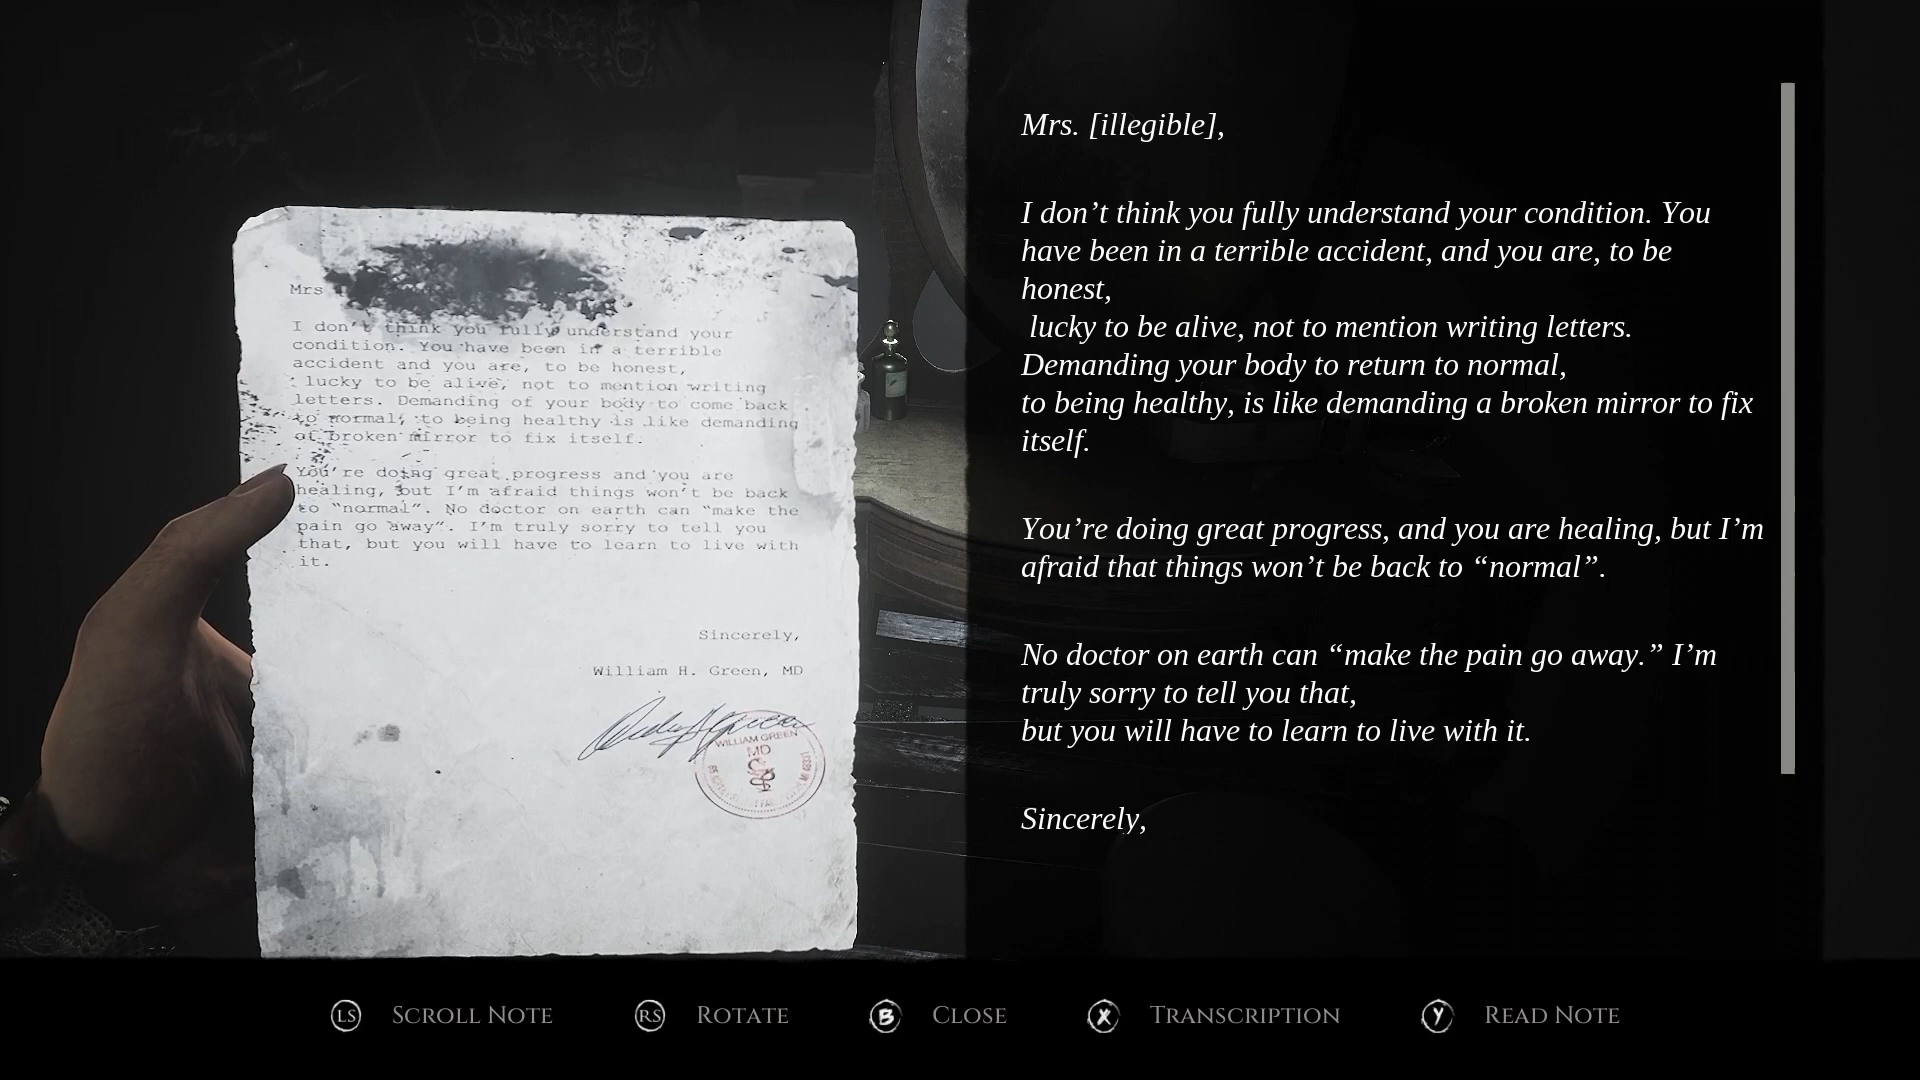 Mrs
I don't think you fully understand your
condition. You have been in a terrible
accident and you are, to be honest,
lucky to be alive, not to mention writing
letters. Demanding of your body to come back
to normal, to being healthy is like demanding
of broken mirror to fix itself.
You're doing great progress and you are
healing, but I'm afraid things won't be back
to “normal”. No doctor on earth can “make the
pain go away”. I'm truly sorry to tell you
that, but you will have to learn to live with
it.
Sincerely,
William H. Green, MD
WILLIAM GREEN
MD
Mrs. [illegible],
I don’t think you fully understand your condition. You
have been in a terrible accident, and you are, to be
honest,
lucky to be alive, not to mention writing letters.
Demanding your body to return to normal,
to being healthy, is like demanding a broken mirror to fix
itself.
You’re doing great progress, and you are healing, but I’m
afraid that things won’t be back to “normal”.
No doctor on earth can “make the pain go away.” I’m
truly sorry to tell you that,
but you will have to learn to live with it.
Sincerely,
LS SCROLL NOTE RS ROTATE B CLOSE X TRANSCRIPTION Y READ NOTE